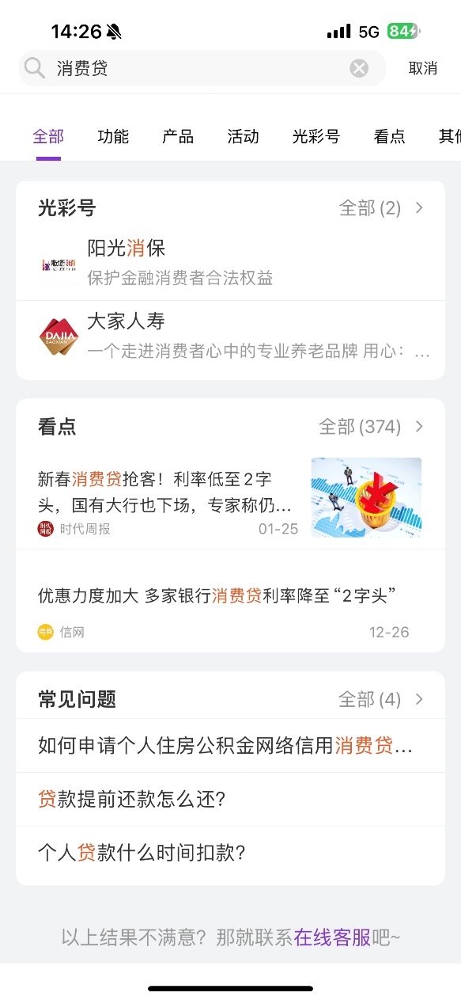 14:26
5G
84
消费贷
取消
全部
功能
产品
活动
光彩号
看点
光彩号
全部 (2)
阳光消保
保护金融消费者合法权益
DAJIA
BAOXIAN
大家人寿
一个走进消费者心中的专业养老品牌 用心：...
看点
全部 (374)
新春消费贷抢客！利率低至2字
头，国有大行也下场，专家称仍...
时代周报
时代周报
01-25
优惠力度加大 多家银行消费贷利率降至“2字头”
信网
12-26
常见问题
全部 (4)
如何申请个人住房公积金网络信用消费贷...
贷款提前还款怎么还?
个人贷款什么时间扣款?
以上结果不满意？那就联系在线客服吧~